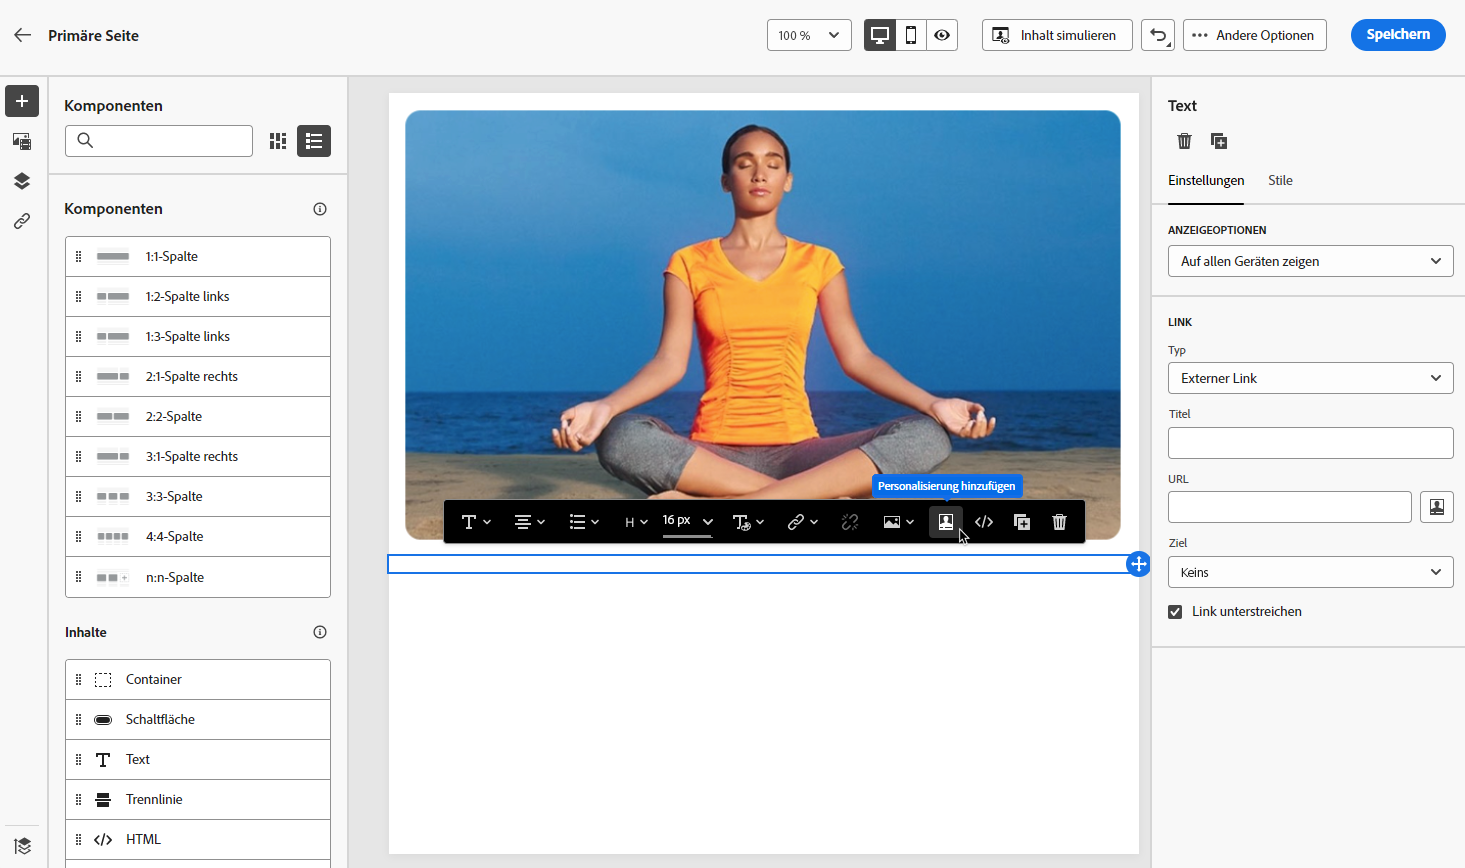 Primäre Seite
100 %
Inhalt simulieren
Andere Optionen
Speichern
Komponenten
Komponenten
1:1-Spalte
1:2-Spalte links
1:3-Spalte links
2:1-Spalte rechts
2:2-Spalte
3:1-Spalte rechts
3:3-Spalte
4:4-Spalte
n:n-Spalte
Inhalte
Container
Schaltfläche
Text
Trennlinie
HTML
Personalisierung hinzufügen
H
16 px
Text
Einstellungen
Stile
ANZEIGEOPTIONEN
Auf allen Geräten zeigen
LINK
Typ
Externer Link
Titel
URL
Ziel
Keins
Link unterstreichen